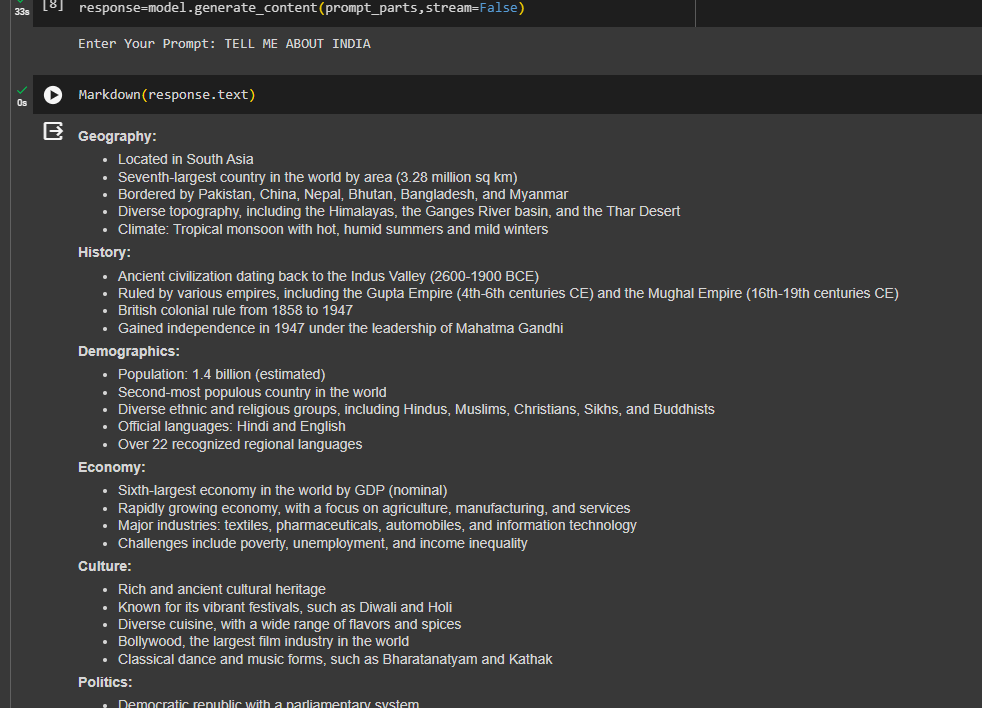 33s
[8] response=model.generate_content(prompt_parts,stream=False)
Enter Your Prompt: TELL ME ABOUT INDIA
0s
Markdown(response.text)
Geography:
• Located in South Asia
• Seventh-largest country in the world by area (3.28 million sq km)
• Bordered by Pakistan, China, Nepal, Bhutan, Bangladesh, and Myanmar
• Diverse topography, including the Himalayas, the Ganges River basin, and the Thar Desert
• Climate: Tropical monsoon with hot, humid summers and mild winters
History:
• Ancient civilization dating back to the Indus Valley (2600-1900 BCE)
• Ruled by various empires, including the Gupta Empire (4th-6th centuries CE) and the Mughal Empire (16th-19th centuries CE)
• British colonial rule from 1858 to 1947
• Gained independence in 1947 under the leadership of Mahatma Gandhi
Demographics:
• Population: 1.4 billion (estimated)
• Second-most populous country in the world
• Diverse ethnic and religious groups, including Hindus, Muslims, Christians, Sikhs, and Buddhists
• Official languages: Hindi and English
• Over 22 recognized regional languages
Economy:
• Sixth-largest economy in the world by GDP (nominal)
• Rapidly growing economy, with a focus on agriculture, manufacturing, and services
• Major industries: textiles, pharmaceuticals, automobiles, and information technology
• Challenges include poverty, unemployment, and income inequality
Culture:
• Rich and ancient cultural heritage
• Known for its vibrant festivals, such as Diwali and Holi
• Diverse cuisine, with a wide range of flavors and spices
• Bollywood, the largest film industry in the world
• Classical dance and music forms, such as Bharatanatyam and Kathak
Politics:
• Democratic republic with a parliamentary system